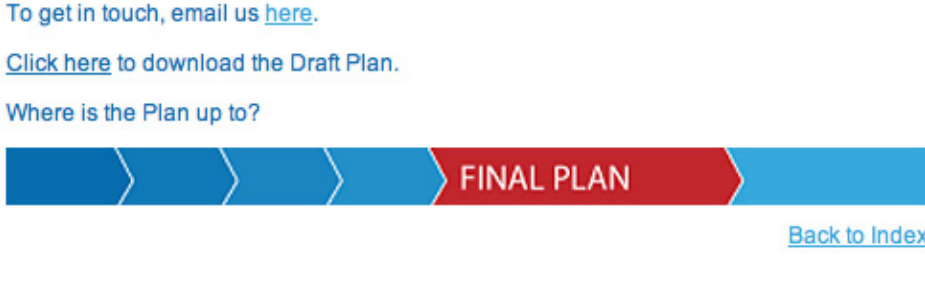 To get in touch, email us here.
Click here to download the Draft Plan.
Where is the Plan up to?
FINAL PLAN
Back to Index